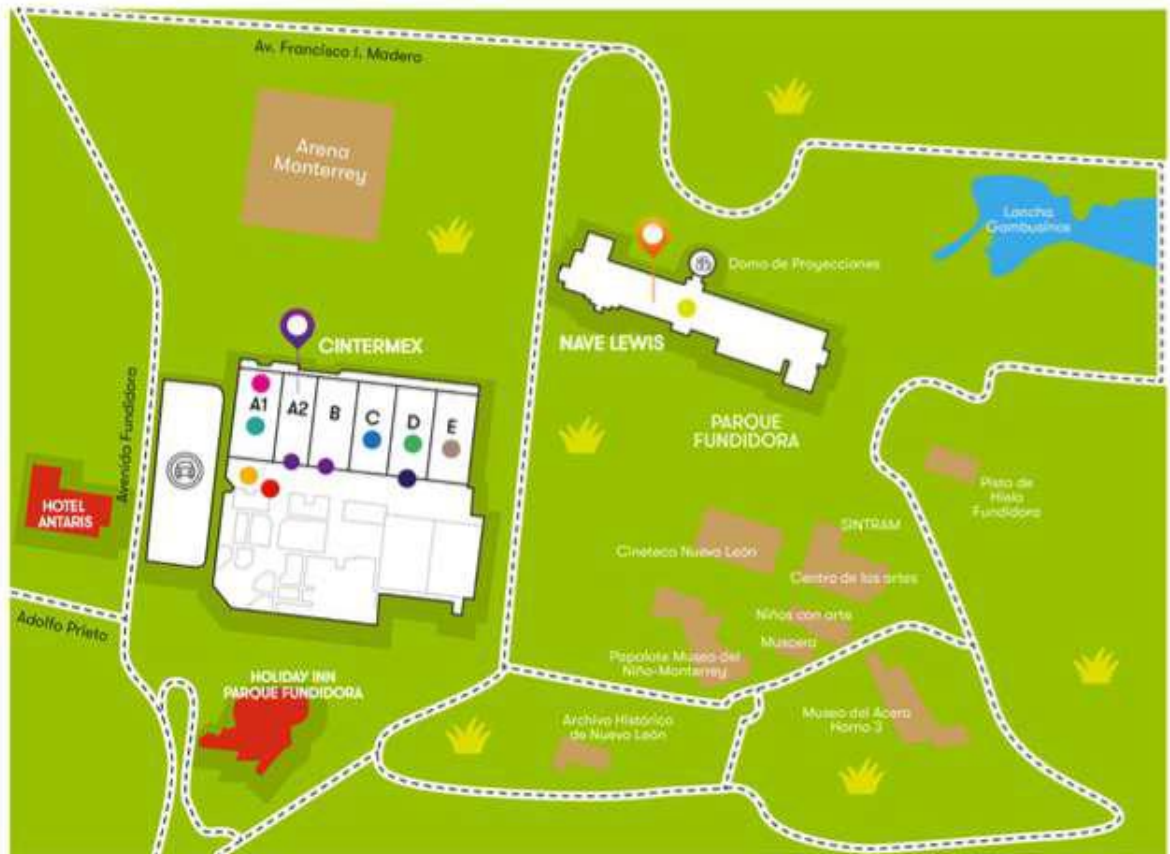 Av. Francisco I. Madero
Arena
Monterrey
Lancha
Gambusinos
Domo de Proyecciones
CINTERMEX
NAVE LEWIS
A1
A2
B
C
D
E
PARQUE
FUNDIDORA
Avenida Fundidora
HOTEL
ANTARIS
Pista de
Hielo
Fundidora
SINTRAM
Cineteca Nuevo León
Centro de las artes
Adolfo Prieto
Niños con arte
Papalote Museo del
Niño-Monterrey
HOLIDAY INN
PARQUE FUNDIDORA
Archivo Histórico
de Nuevo León
Museo del Acero
Horno 3